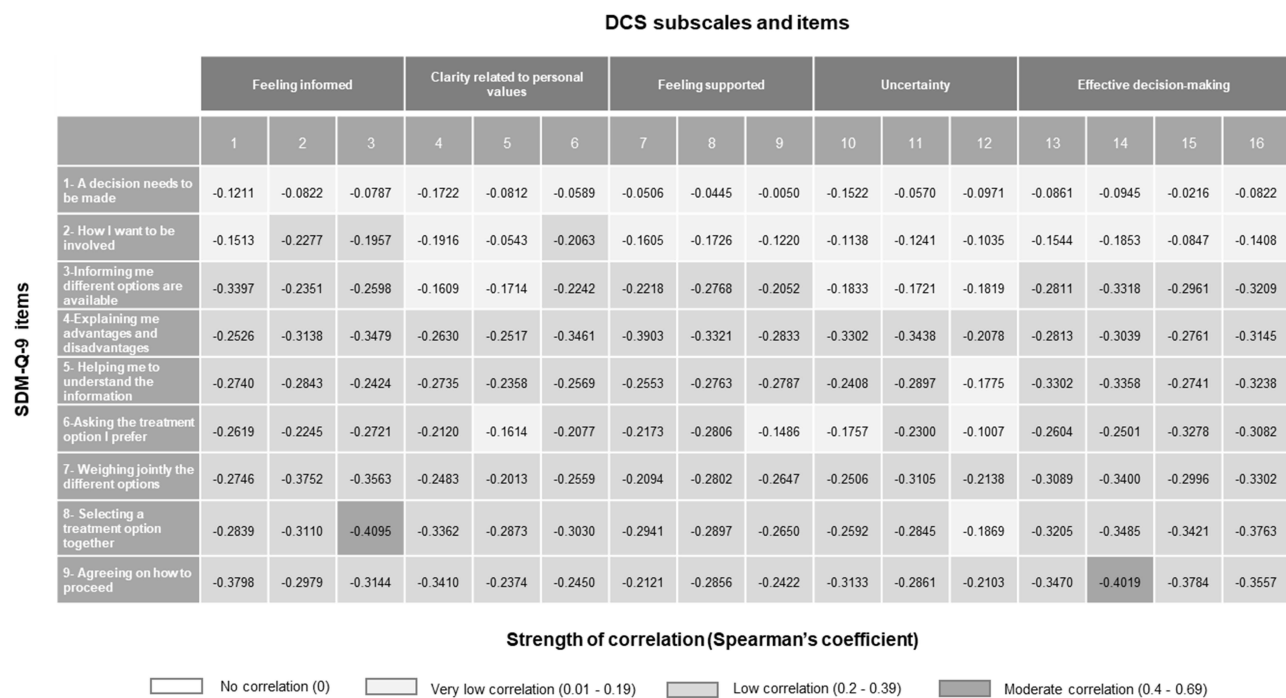 DCS subscales and items
Feeling informed Clarity related to personal values Feeling supported Uncertainty Effective decision-making
1 2 3 4 5 6 7 8 9 10 11 12 13 14 15 16
SDM-Q-9 items
1- A decision needs to be made -0.1211 -0.0822 -0.0787 -0.1722 -0.0812 -0.0589 -0.0506 -0.0445 -0.0050 -0.1522 -0.0570 -0.0971 -0.0861 -0.0945 -0.0216 -0.0822
2- How I want to be involved -0.1513 -0.2277 -0.1957 -0.1916 -0.0543 -0.2063 -0.1605 -0.1726 -0.1220 -0.1138 -0.1241 -0.1035 -0.1544 -0.1853 -0.0847 -0.1408
3-Informing me different options are available -0.3397 -0.2351 -0.2598 -0.1609 -0.1714 -0.2242 -0.2218 -0.2768 -0.2052 -0.1833 -0.1721 -0.1819 -0.2811 -0.3318 -0.2961 -0.3209
4-Explaining me advantages and disadvantages -0.2526 -0.3138 -0.3479 -0.2630 -0.2517 -0.3461 -0.3903 -0.3321 -0.2833 -0.3302 -0.3438 -0.2078 -0.2813 -0.3039 -0.2761 -0.3145
5- Helping me to understand the information -0.2740 -0.2843 -0.2424 -0.2735 -0.2358 -0.2569 -0.2553 -0.2763 -0.2787 -0.2408 -0.2897 -0.1775 -0.3302 -0.3358 -0.2741 -0.3238
6-Asking the treatment option I prefer -0.2619 -0.2245 -0.2721 -0.2120 -0.1614 -0.2077 -0.2173 -0.2806 -0.1486 -0.1757 -0.2300 -0.1007 -0.2604 -0.2501 -0.3278 -0.3082
7- Weighing jointly the different options -0.2746 -0.3752 -0.3563 -0.2483 -0.2013 -0.2559 -0.2094 -0.2802 -0.2647 -0.2506 -0.3105 -0.2138 -0.3089 -0.3400 -0.2996 -0.3302
8- Selecting a treatment option together -0.2839 -0.3110 -0.4095 -0.3362 -0.2873 -0.3030 -0.2941 -0.2897 -0.2650 -0.2592 -0.2845 -0.1869 -0.3205 -0.3485 -0.3421 -0.3763
9- Agreeing on how to proceed -0.3798 -0.2979 -0.3144 -0.3410 -0.2374 -0.2450 -0.2121 -0.2856 -0.2422 -0.3133 -0.2861 -0.2103 -0.3470 -0.4019 -0.3784 -0.3557
Strength of correlation (Spearman's coefficient)
No correlation (0) Very low correlation (0.01 - 0.19) Low correlation (0.2 - 0.39) Moderate correlation (0.4 - 0.69)